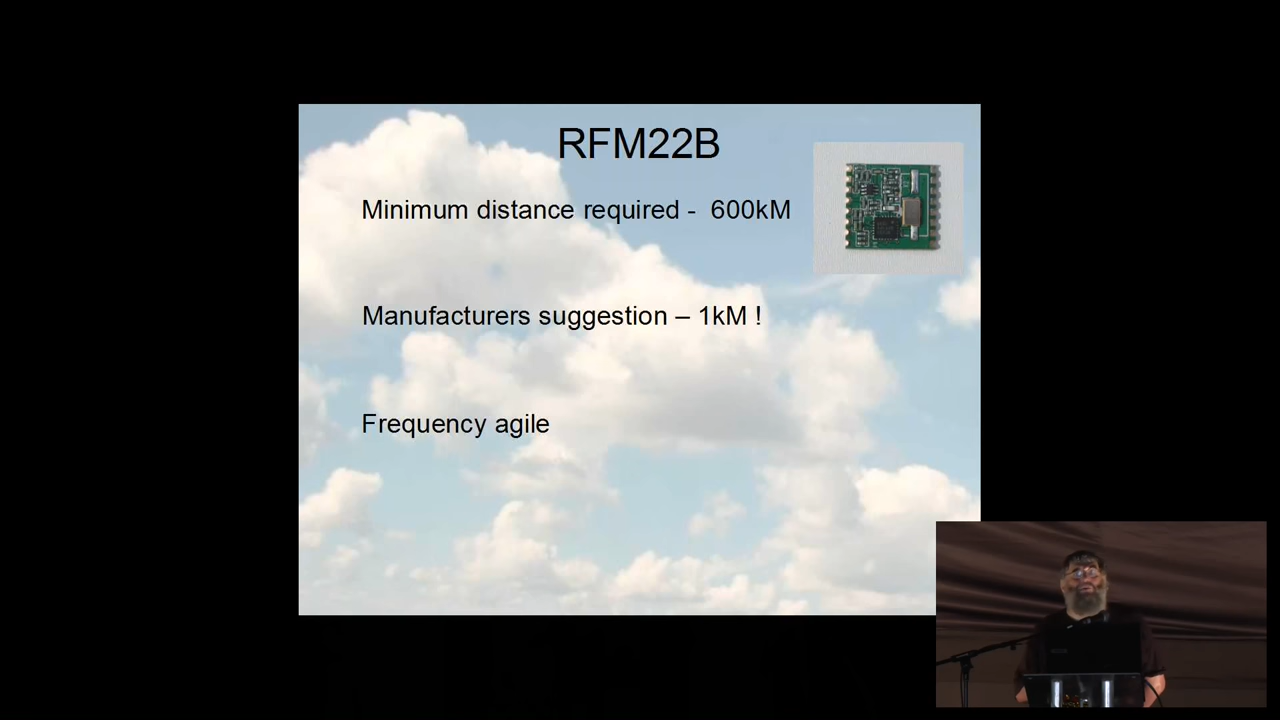 RFM22B
Minimum distance required -  600kM
Manufacturers suggestion – 1kM !
Frequency agile